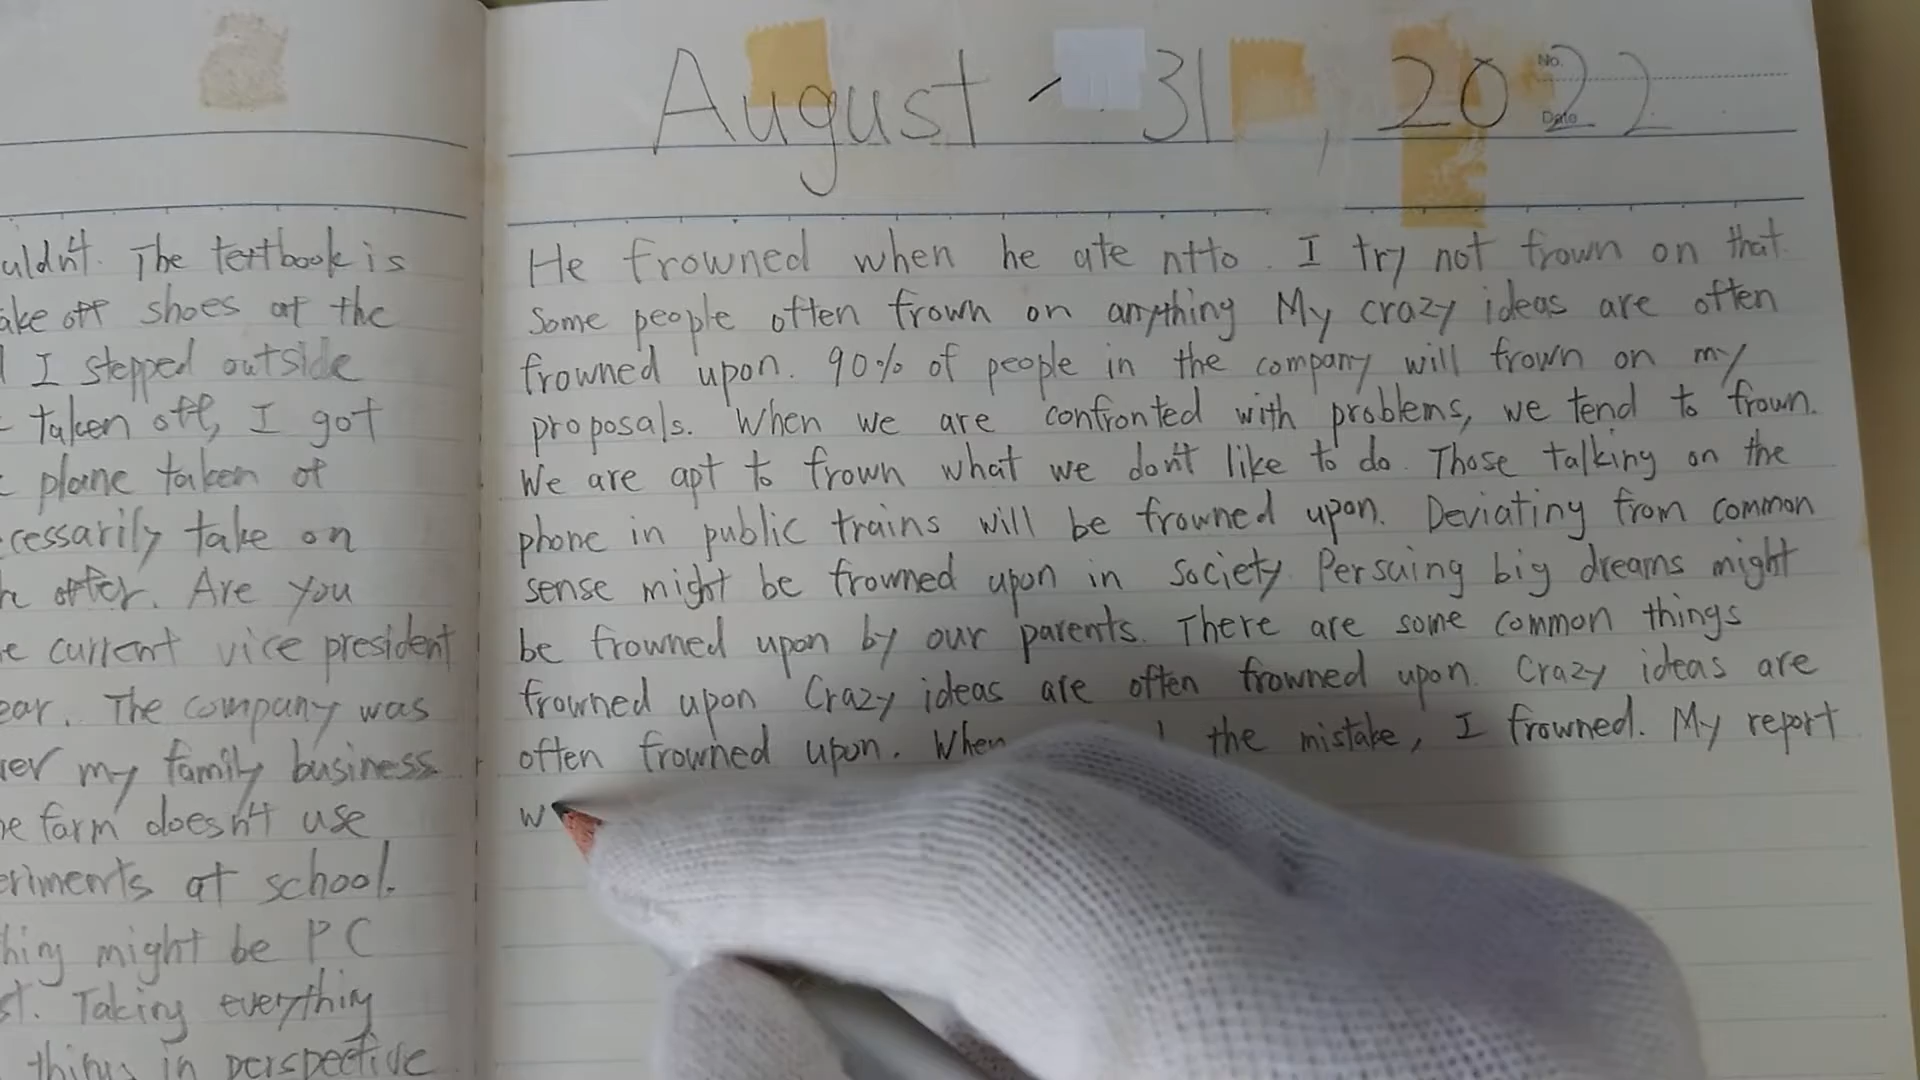 uldn't. The textbook is
ake off shoes at the
I stepped outside
taken off, I got
plane taken of
cessarily take on
offer. Are you
e current vice president
ear. The company was
er my family business
farm doesn't use
eriments at school.
hing might be PC
st. Taking everything
things in perspective
August 31, 2022
No.
Date
He frowned when he ate ntto. I try not frown on that.
Some people often frown on anything My crazy ideas are often
frowned upon. 90% of people in the company will frown on my
proposals. When we are confronted with problems, we tend to frown.
We are apt to frown what we don't like to do. Those talking on the
phone in public trains will be frowned upon. Deviating from common
sense might be frowned upon in society. Persuing big dreams might
be frowned upon by our parents. There are some common things
frowned upon Crazy ideas are often frowned upon. Crazy ideas are
often frowned upon. When the mistake, I frowned. My report
w